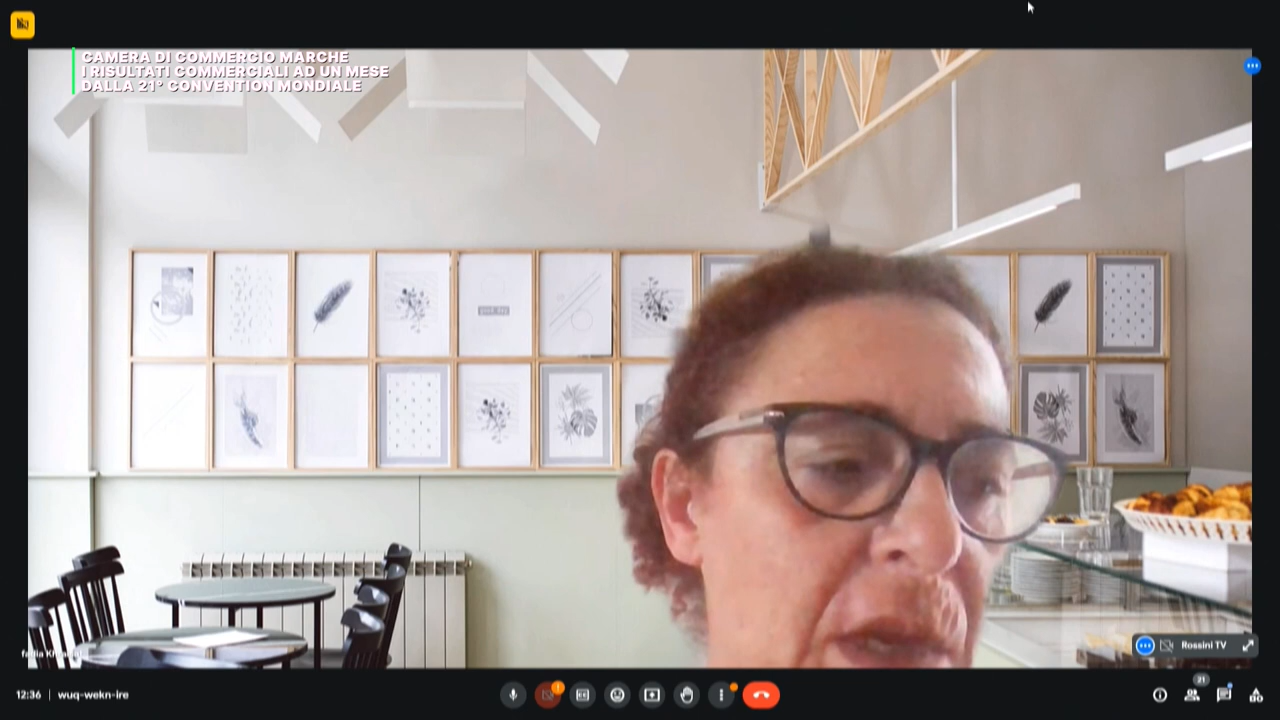 CAMERA DI COMMERCIO MARCHE
I RISULTATI COMMERCIALI AD UN MESE
DALLA 21ª CONVENTION MONDIALE
Rossini TV
12:36 | wuq-wekn-ire
21